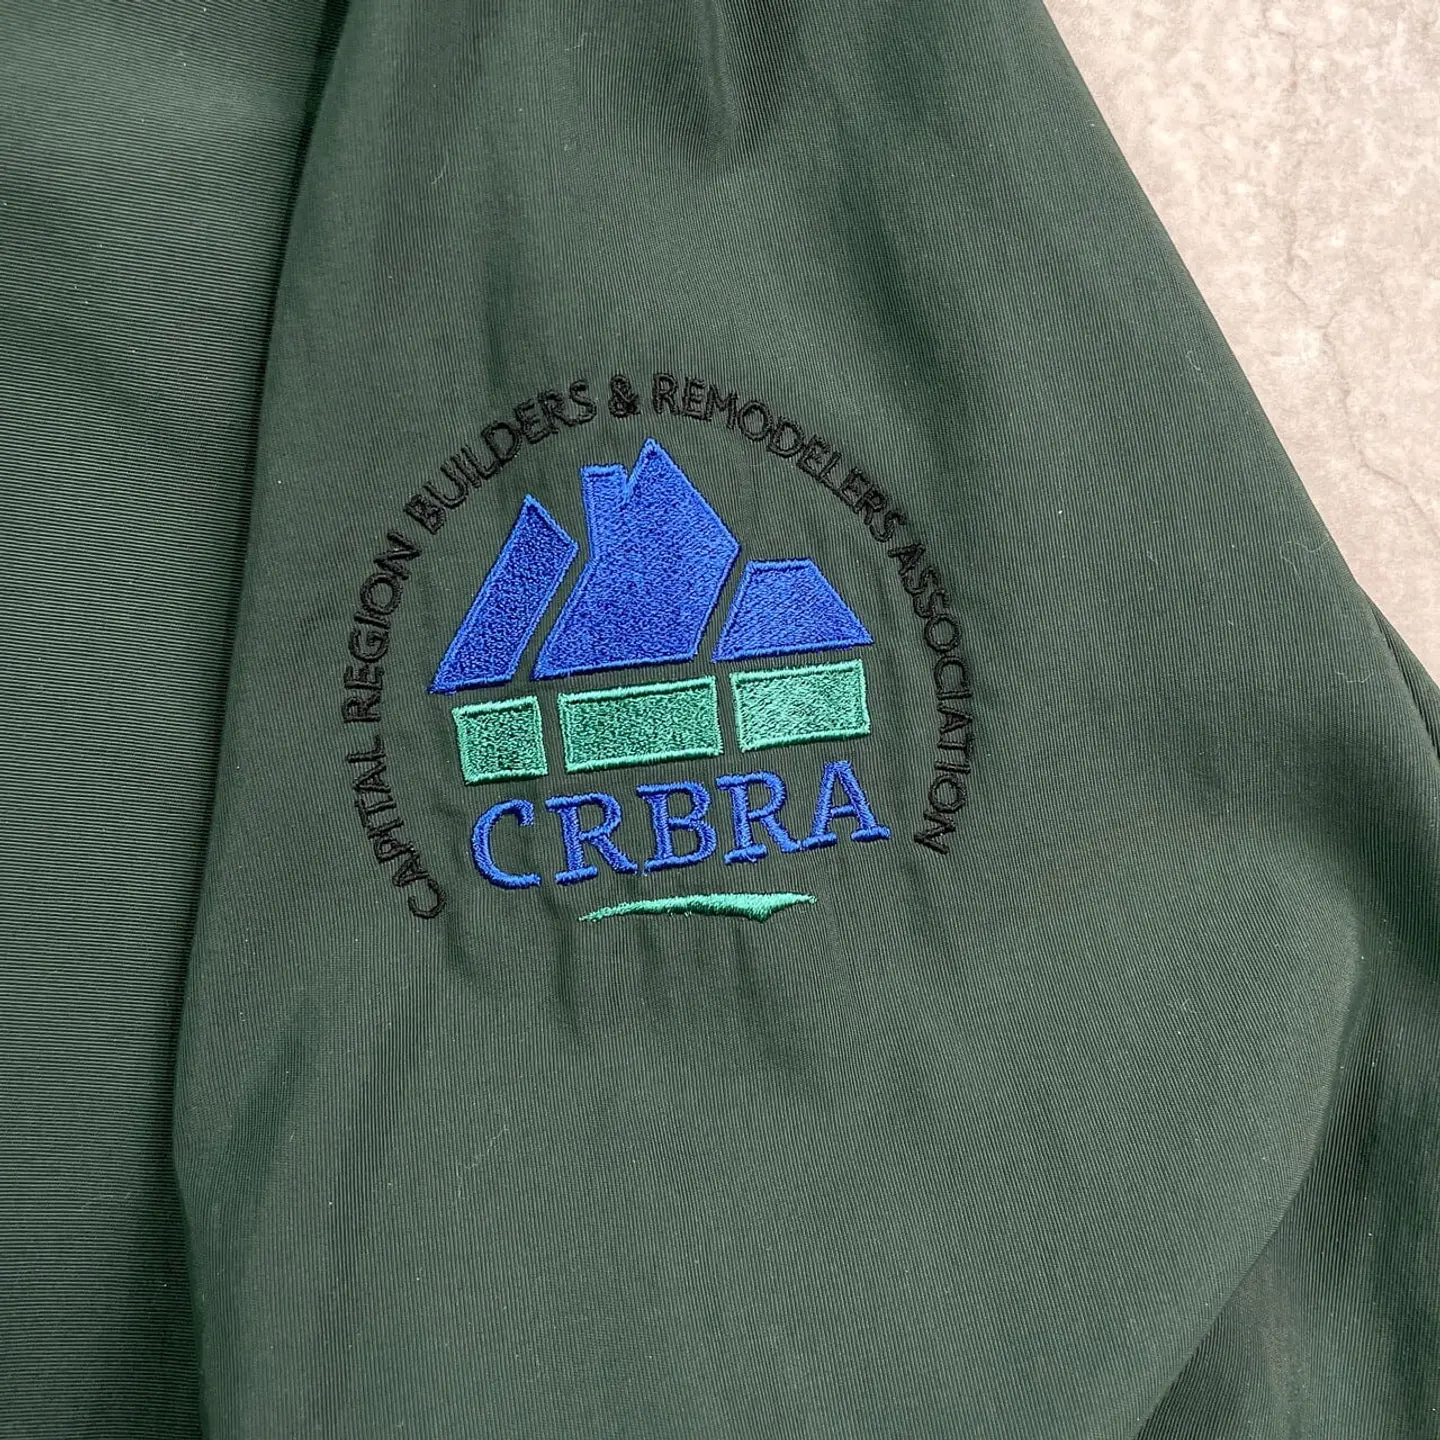 CAPITAL REGION BUILDERS & REMODELERS ASSOCIATION
CRBRA